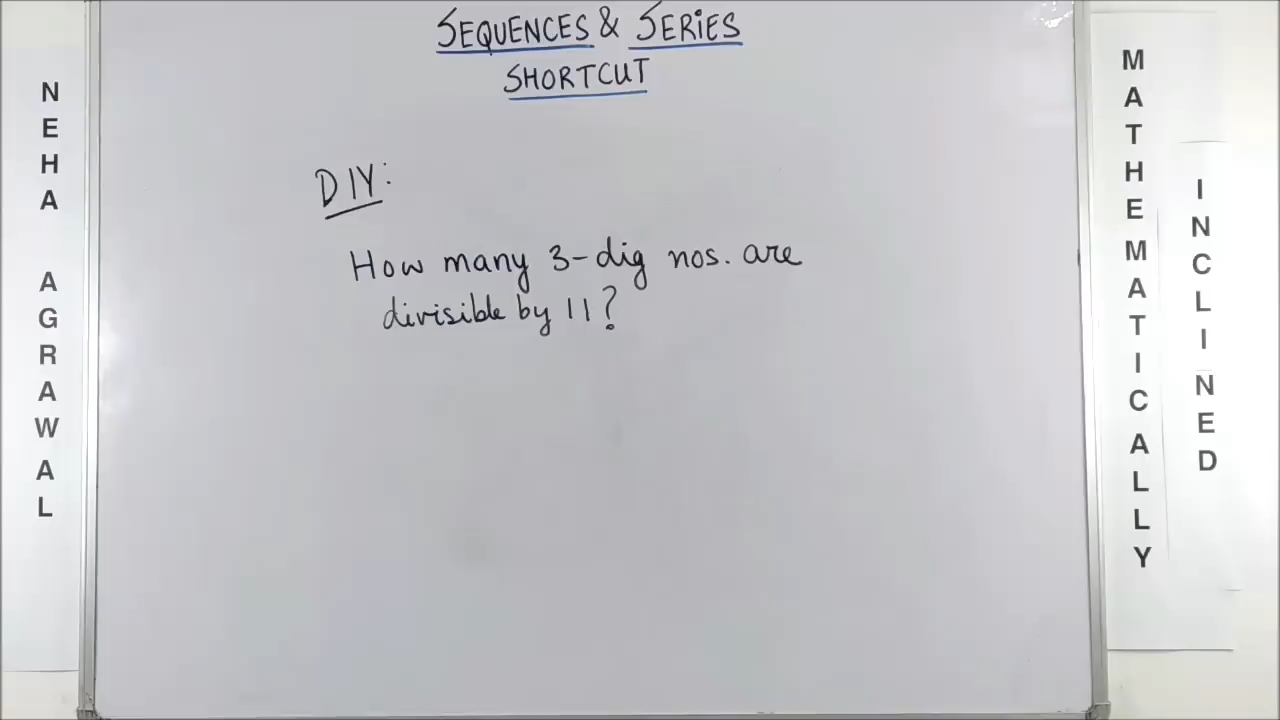 SEQUENCES & SERIES
SHORTCUT
DIY:
How many 3-dig nos. are
divisible by 11?
NEHA AGRAWAL
MATHEMATICALLY
INCLINED